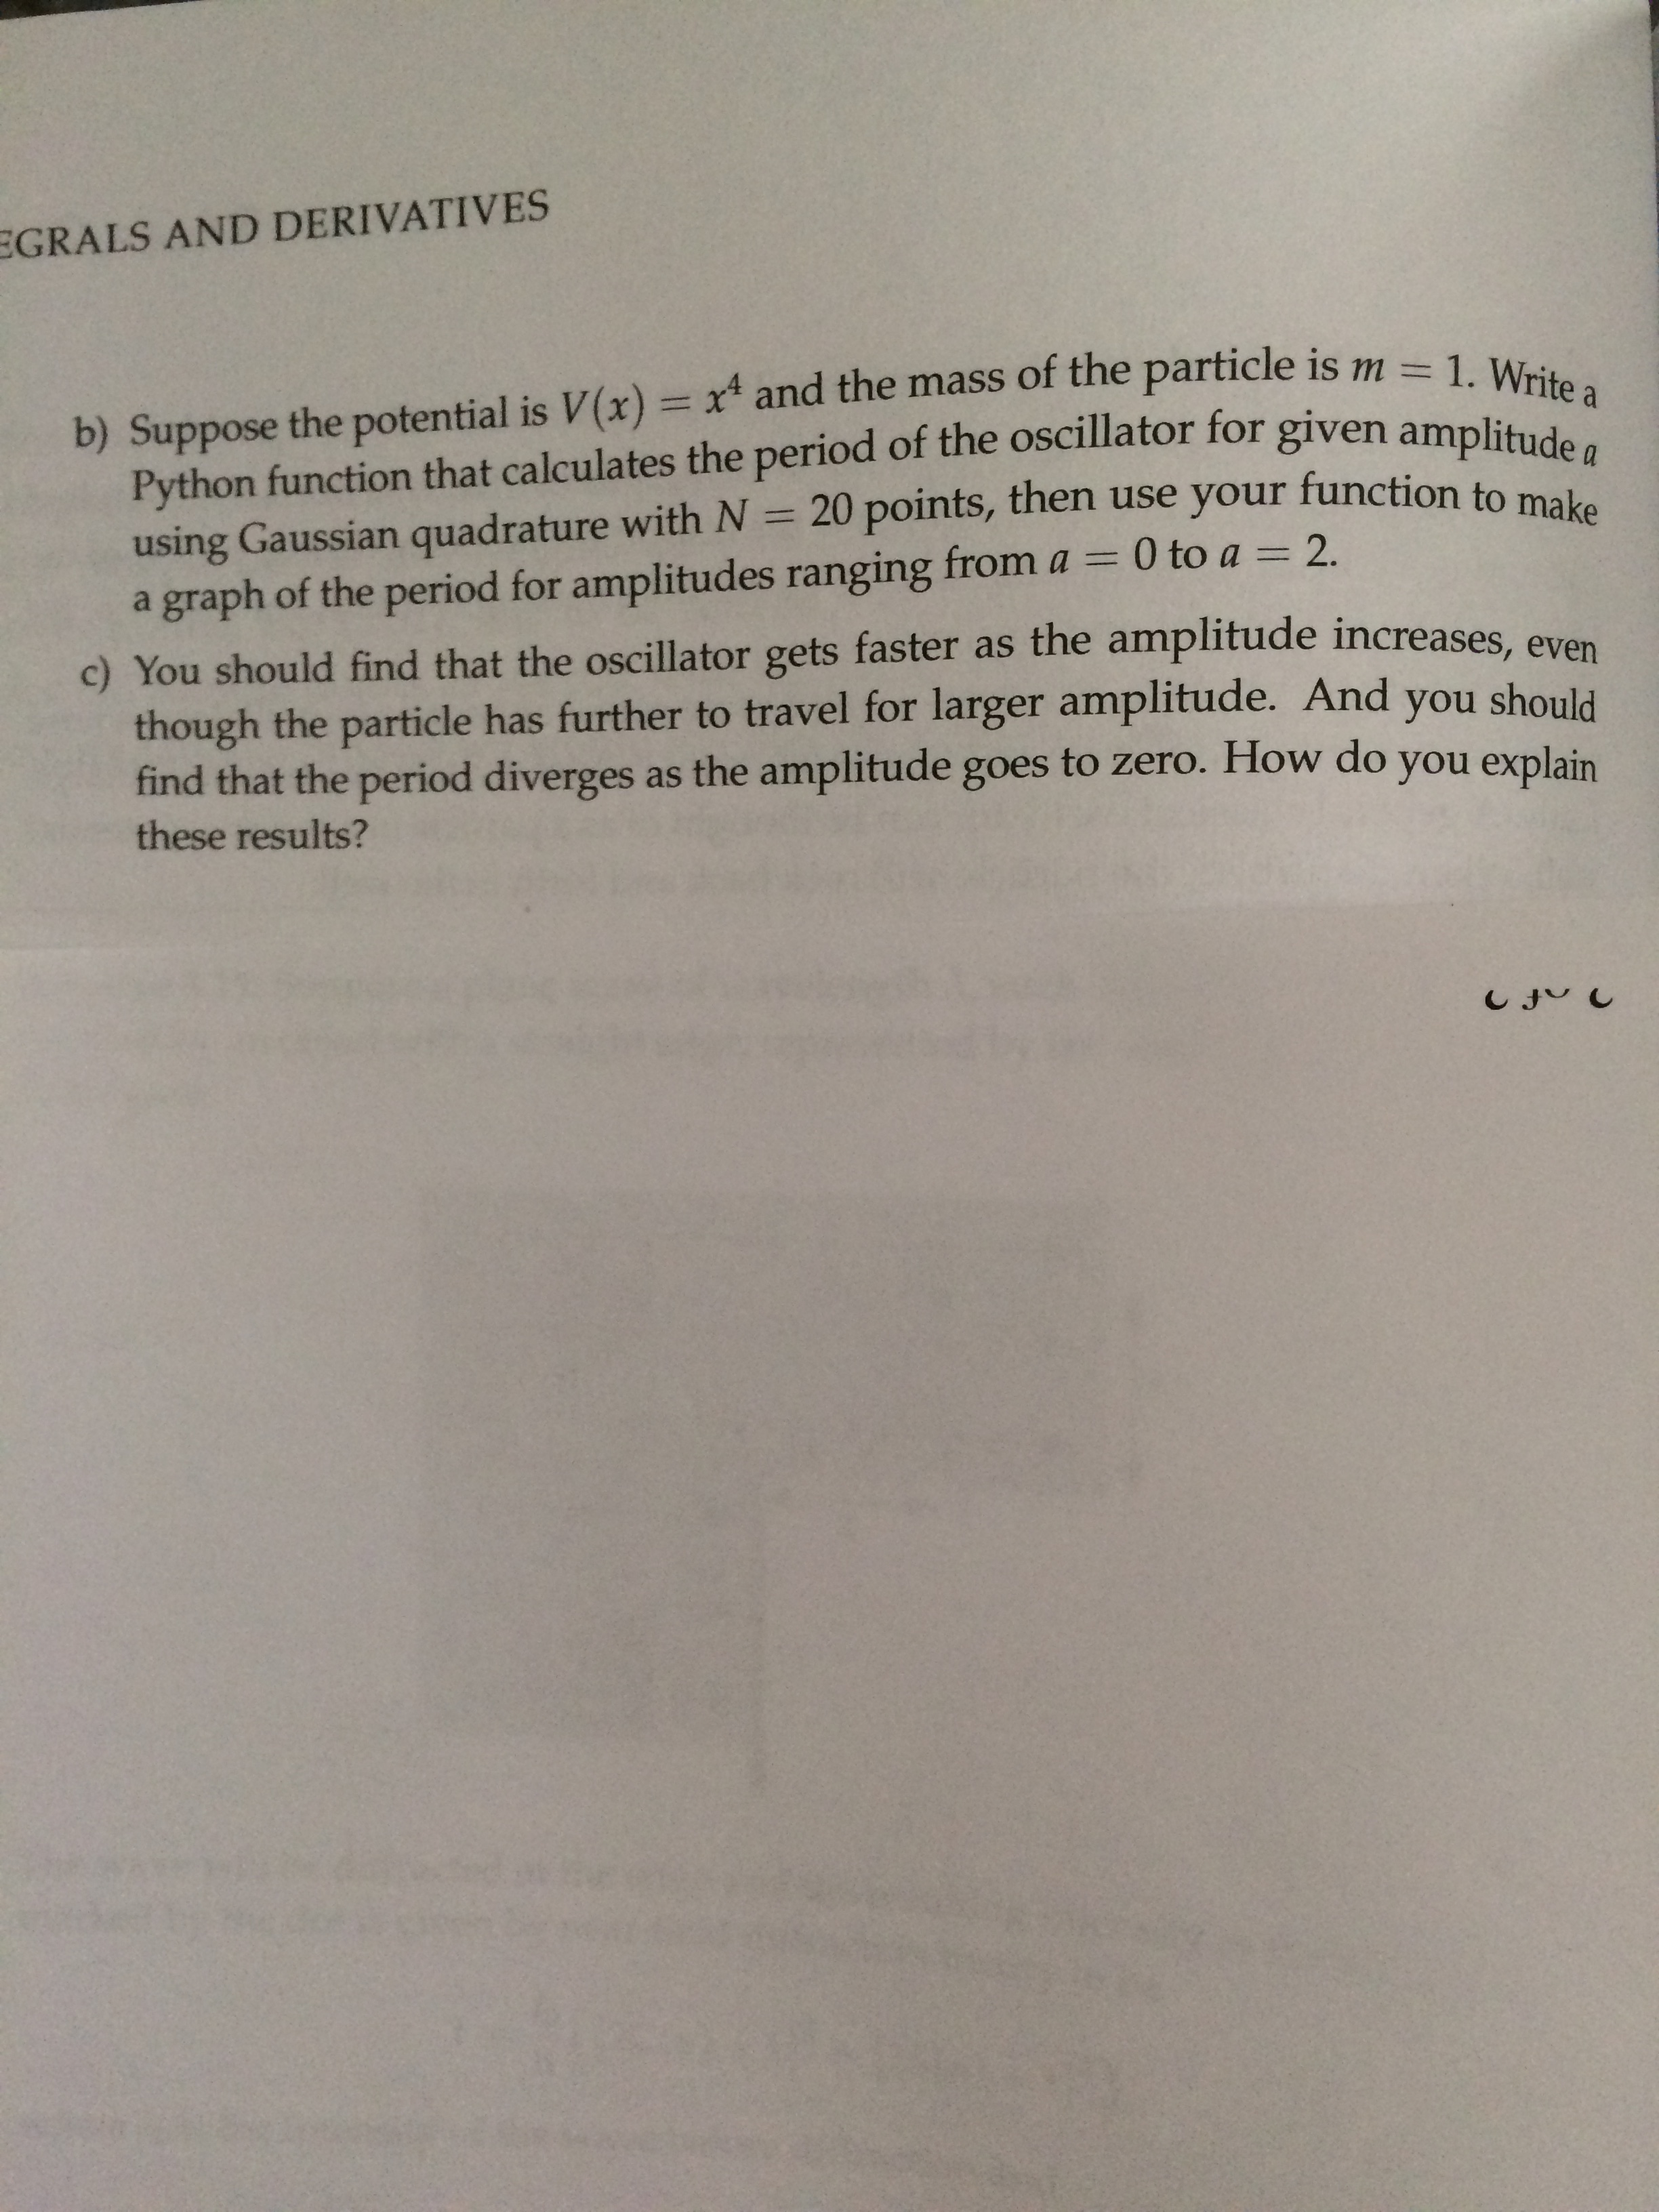 EGRALS AND DERIVATIVES
b) Suppose the potential is V(x) = x⁴ and the mass of the particle is m = 1. Write a
Python function that calculates the period of the oscillator for given amplitude a
using Gaussian quadrature with N = 20 points, then use your function to make
a graph of the period for amplitudes ranging from a = 0 to a = 2.
c) You should find that the oscillator gets faster as the amplitude increases, even
though the particle has further to travel for larger amplitude. And you should
find that the period diverges as the amplitude goes to zero. How do you explain
these results?